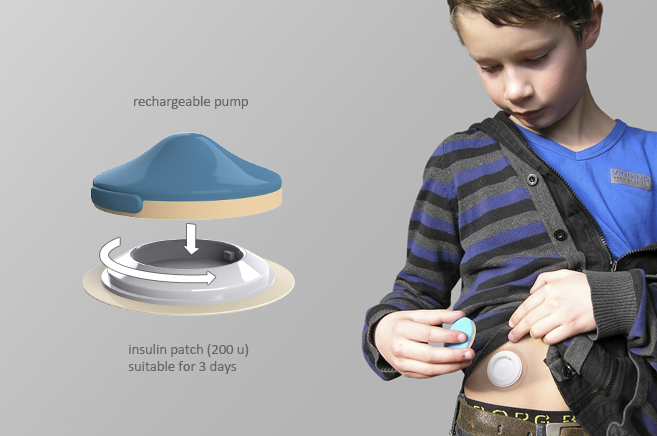 rechargeable pump
insulin patch (200 u)
suitable for 3 days